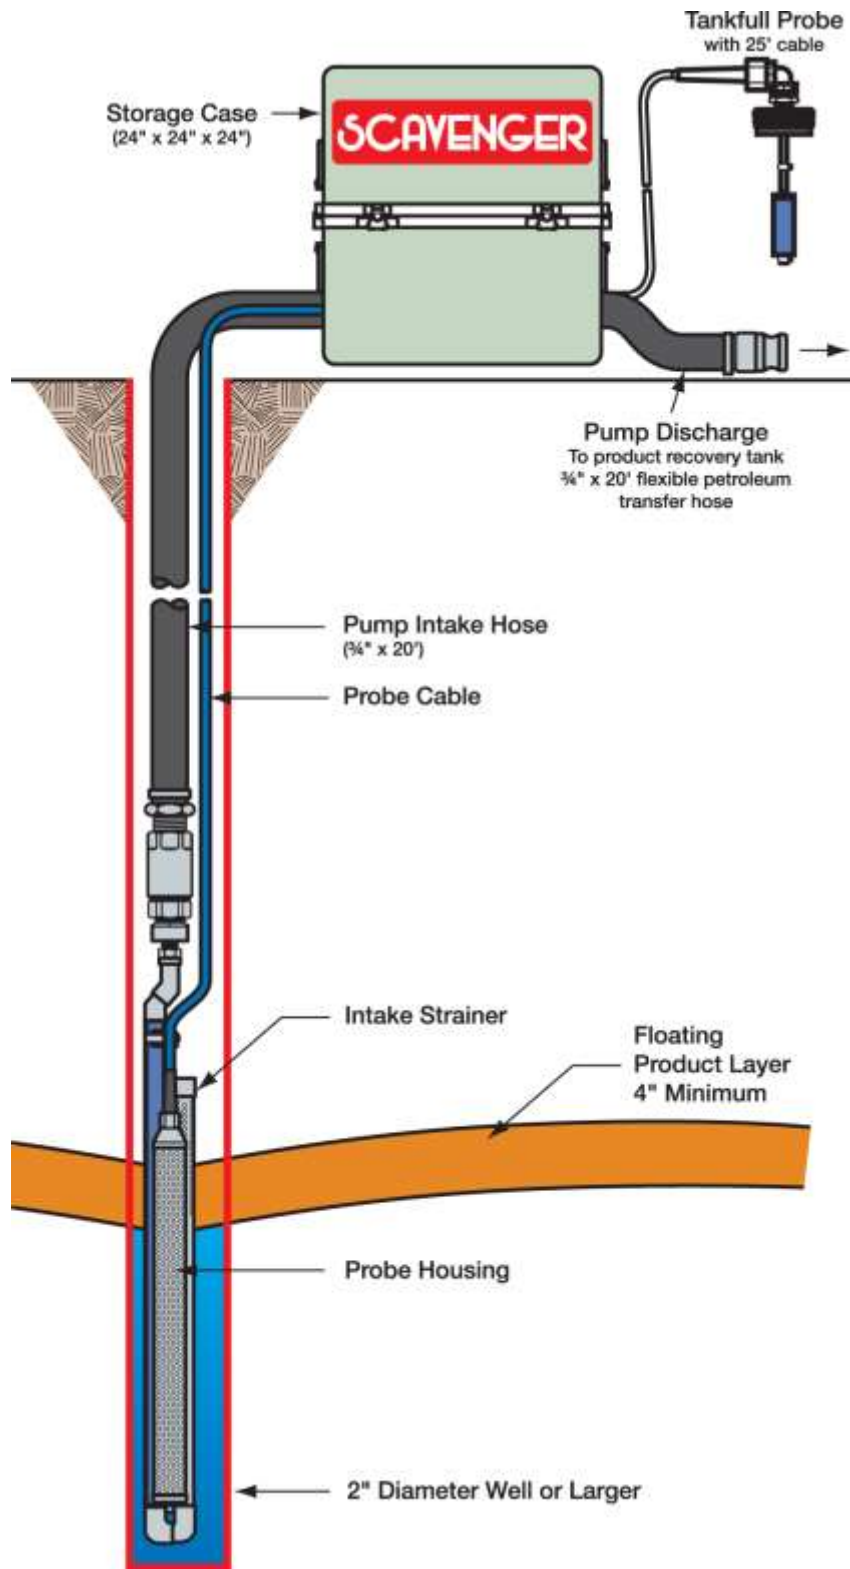 Tankfull Probe
with 25' cable
Storage Case
(24" x 24" x 24")
SCAVENGER
Pump Discharge
To product recovery tank
¾" x 20' flexible petroleum
transfer hose
Pump Intake Hose
(¾" x 20')
Probe Cable
Intake Strainer
Floating
Product Layer
4" Minimum
Probe Housing
2" Diameter Well or Larger